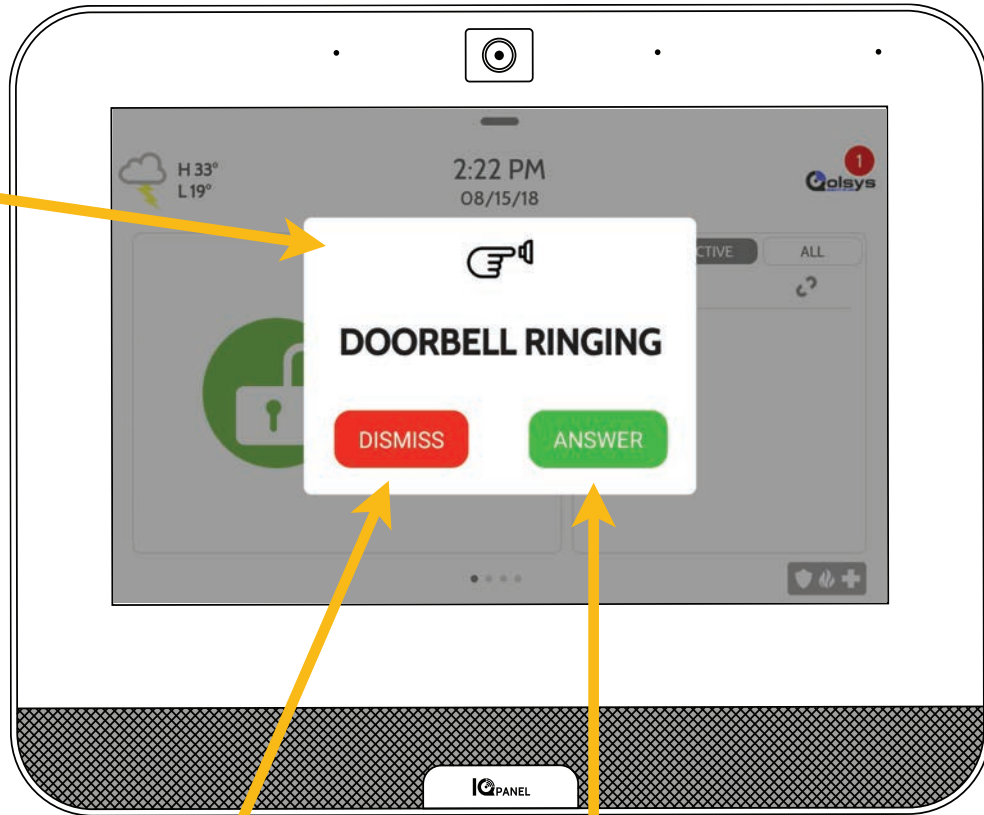 H 33°
L 19°
2:22 PM
08/15/18
1
Qolsys
CTIVE
ALL
DOORBELL RINGING
DISMISS
ANSWER
IQ PANEL